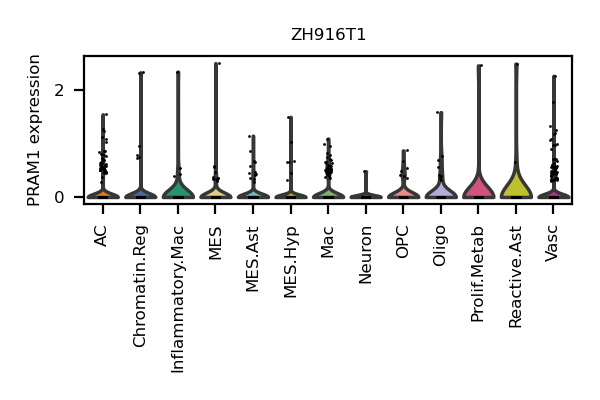 ZH916T1
PRAM1 expression
2
0
AC
Chromatin.Reg
Inflammatory.Mac
MES
MES.Ast
MES.Hyp
Mac
Neuron
OPC
Oligo
Prolif.Metab
Reactive.Ast
Vasc